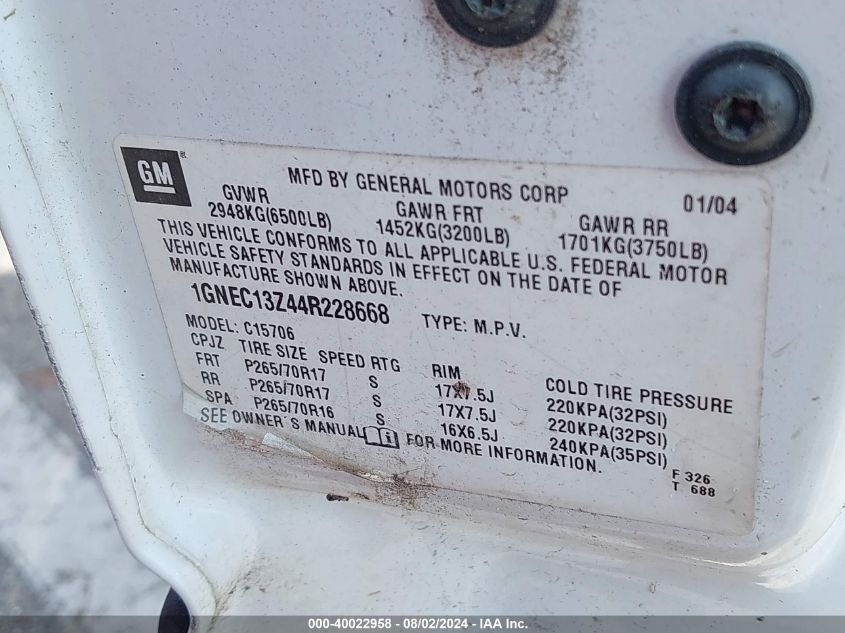 GM
MFD BY GENERAL MOTORS CORP 01/04
GVWR GAWR FRT GAWR RR
2948KG(6500LB) 1452KG(3200LB) 1701KG(3750LB)
THIS VEHICLE CONFORMS TO ALL APPLICABLE U.S. FEDERAL MOTOR
VEHICLE SAFETY STANDARDS IN EFFECT ON THE DATE OF
MANUFACTURE SHOWN ABOVE.
1GNEC13Z44R228668 TYPE: M.P.V.
MODEL: C15706
CPJZ TIRE SIZE SPEED RTG RIM COLD TIRE PRESSURE
FRT P265/70R17 S 17X7.5J 220KPA(32PSI)
RR P265/70R17 S 17X7.5J 220KPA(32PSI)
SPA P265/70R16 S 16X6.5J 240KPA(35PSI)
SEE OWNER'S MANUAL FOR MORE INFORMATION.
F 326
T 688
000-40022958 - 08/02/2024 - IAA Inc.